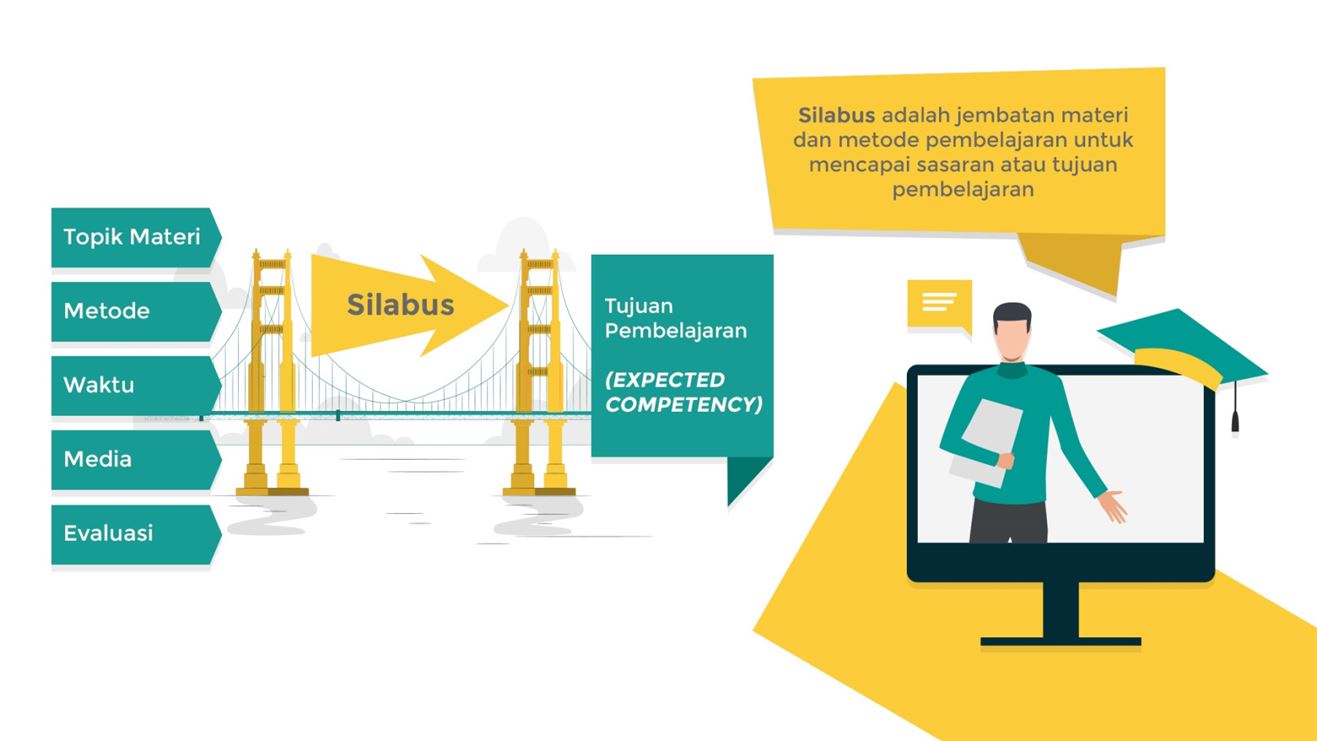 Topik Materi
Metode
Waktu
Media
Evaluasi
Silabus
Tujuan
Pembelajaran
(EXPECTED
COMPETENCY)
Silabus adalah jembatan materi
dan metode pembelajaran untuk
mencapai sasaran atau tujuan
pembelajaran